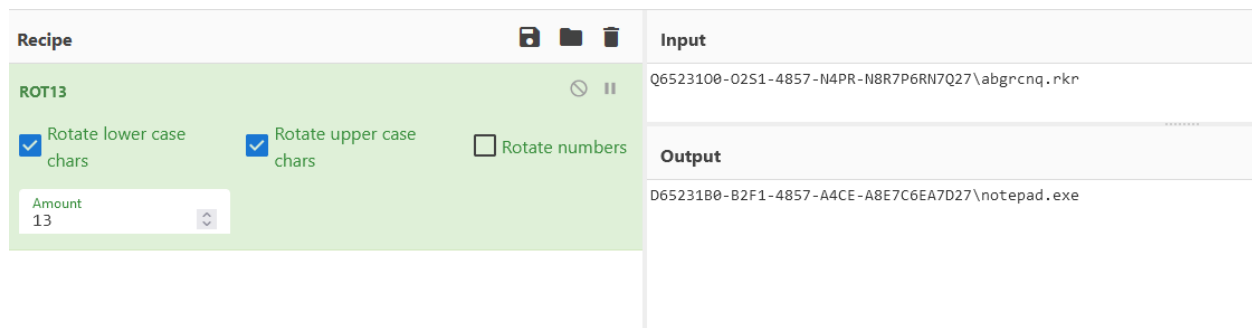 Recipe
ROT13
Rotate lower case
chars
Rotate upper case
chars
Rotate numbers
Amount
13
Input
Q65231O0-O2S1-4857-N4PR-N8R7P6RN7Q27\abgrcnq.rkr
Output
D65231B0-B2F1-4857-A4CE-A8E7C6EA7D27\notepad.exe